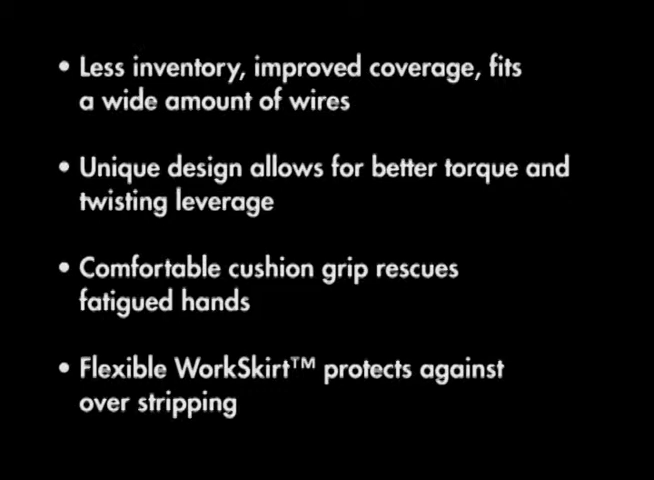 • Less inventory, improved coverage, fits
a wide amount of wires
• Unique design allows for better torque and
twisting leverage
• Comfortable cushion grip rescues
fatigued hands
• Flexible WorkSkirt™ protects against
over stripping